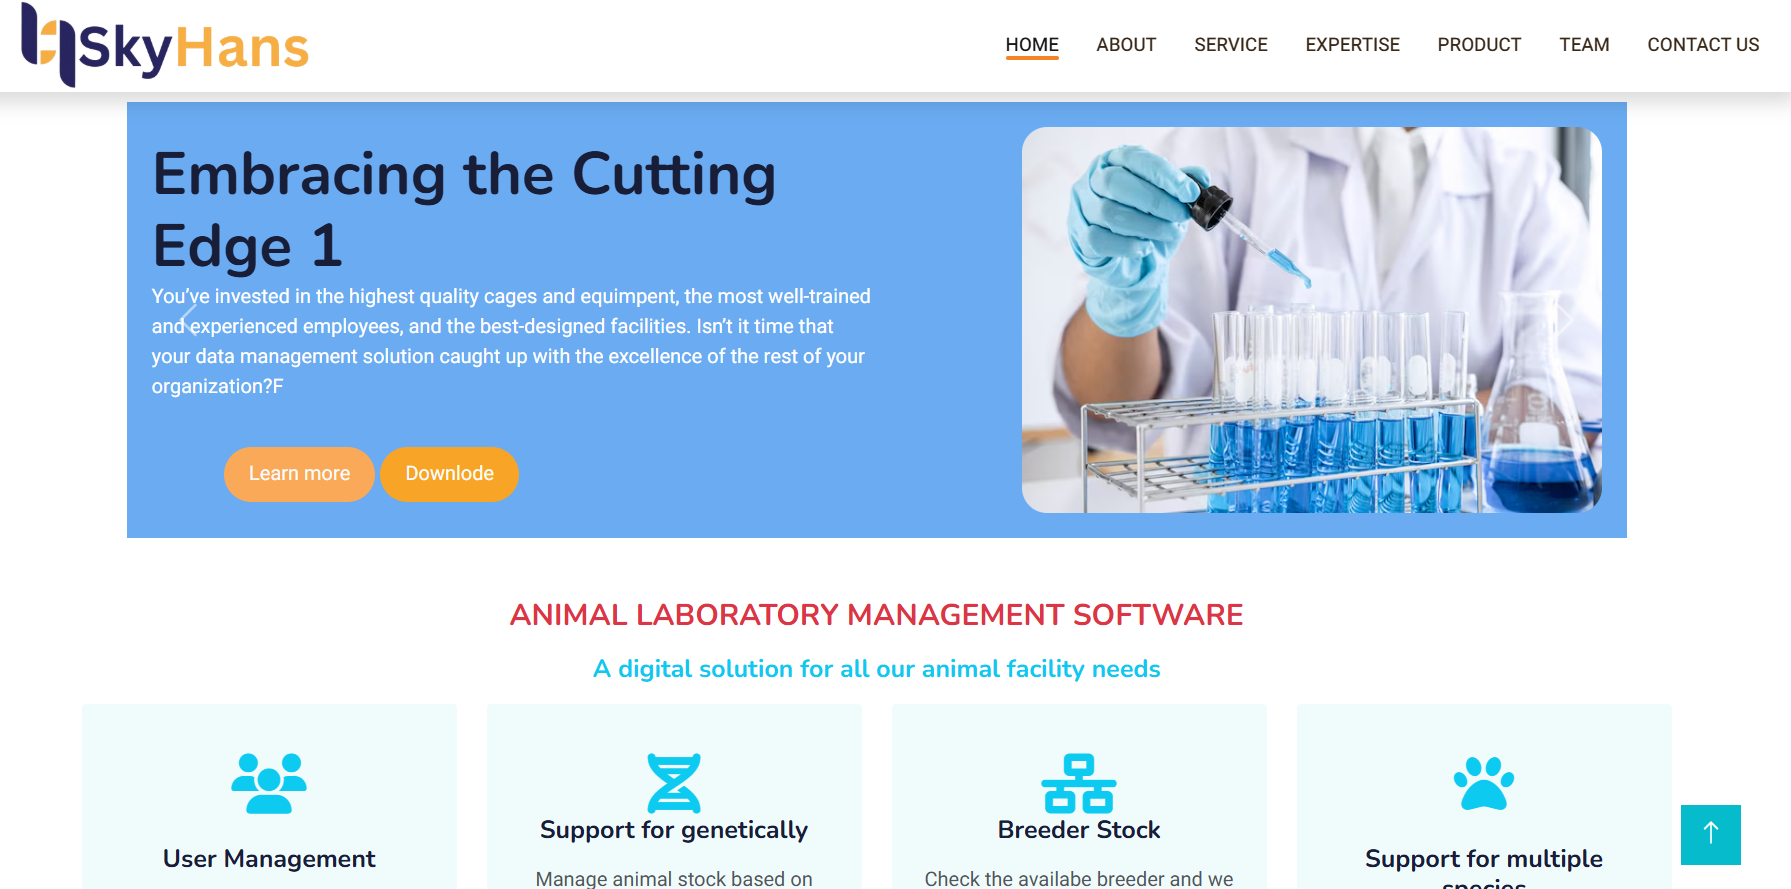 SkyHans
HOME ABOUT SERVICE EXPERTISE PRODUCT TEAM CONTACT US
Embracing the Cutting
Edge 1
You’ve invested in the highest quality cages and equimpent, the most well-trained
and experienced employees, and the best-designed facilities. Isn’t it time that
your data management solution caught up with the excellence of the rest of your
organization?F
Learn more Downlode
ANIMAL LABORATORY MANAGEMENT SOFTWARE
A digital solution for all our animal facility needs
User Management
Support for genetically
Manage animal stock based on
Breeder Stock
Check the availabe breeder and we
Support for multiple
species